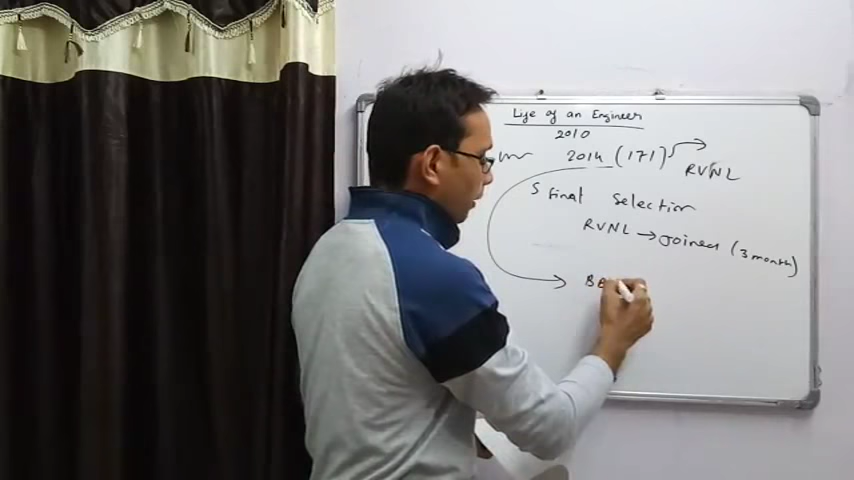 Life of an Engineer
2010
2014 (171) → RVNL
5 Final Selection
RVNL → Joined (3 month)
→